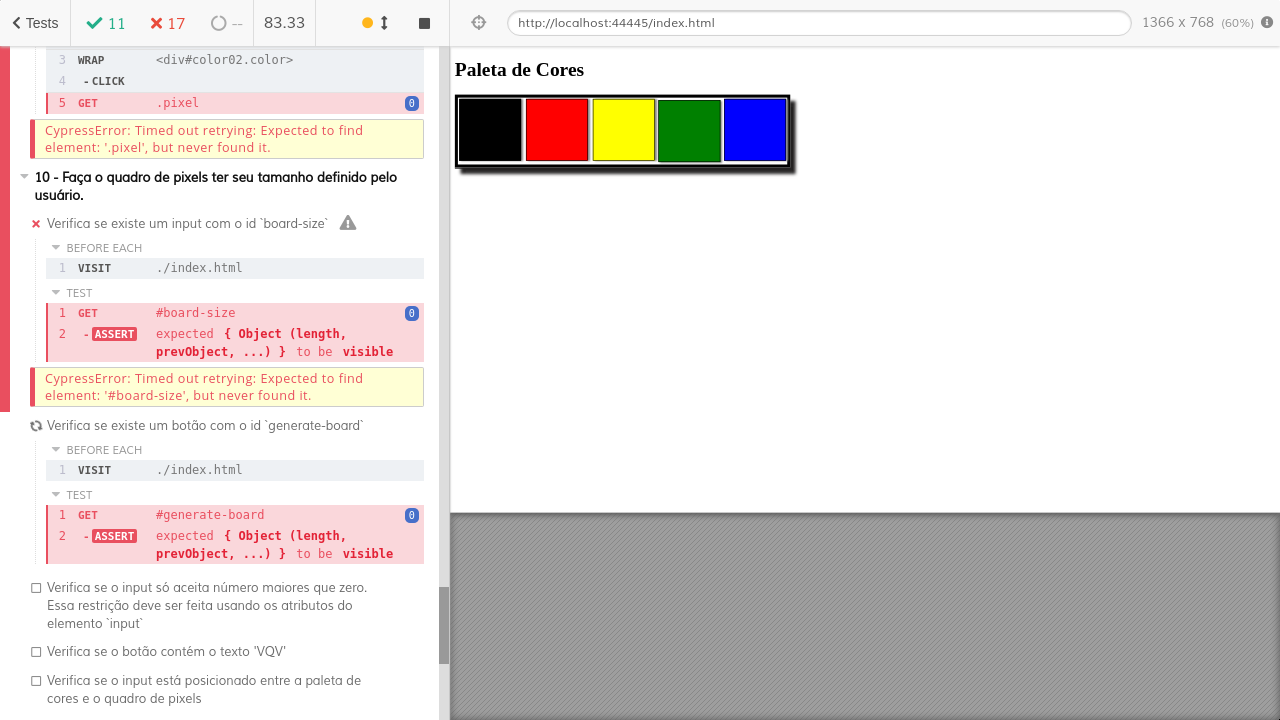 Tests
11
17
--
83.33
http://localhost:44445/index.html
1366 x 768 (60%)
3 WRAP <div#color02.color>
4 - CLICK
5 GET .pixel 0
CypressError: Timed out retrying: Expected to find
element: '.pixel', but never found it.
10 - Faça o quadro de pixels ter seu tamanho definido pelo
usuário.
Verifica se existe um input com o id `board-size`
BEFORE EACH
1 VISIT ./index.html
TEST
1 GET #board-size 0
2 - ASSERT expected { Object (length,
prevObject, ...) } to be visible
CypressError: Timed out retrying: Expected to find
element: '#board-size', but never found it.
Verifica se existe um botão com o id `generate-board`
BEFORE EACH
1 VISIT ./index.html
TEST
1 GET #generate-board 0
2 - ASSERT expected { Object (length,
prevObject, ...) } to be visible
Verifica se o input só aceita número maiores que zero.
Essa restrição deve ser feita usando os atributos do
elemento `input`
Verifica se o botão contém o texto 'VQV'
Verifica se o input está posicionado entre a paleta de
cores e o quadro de pixels
Paleta de Cores